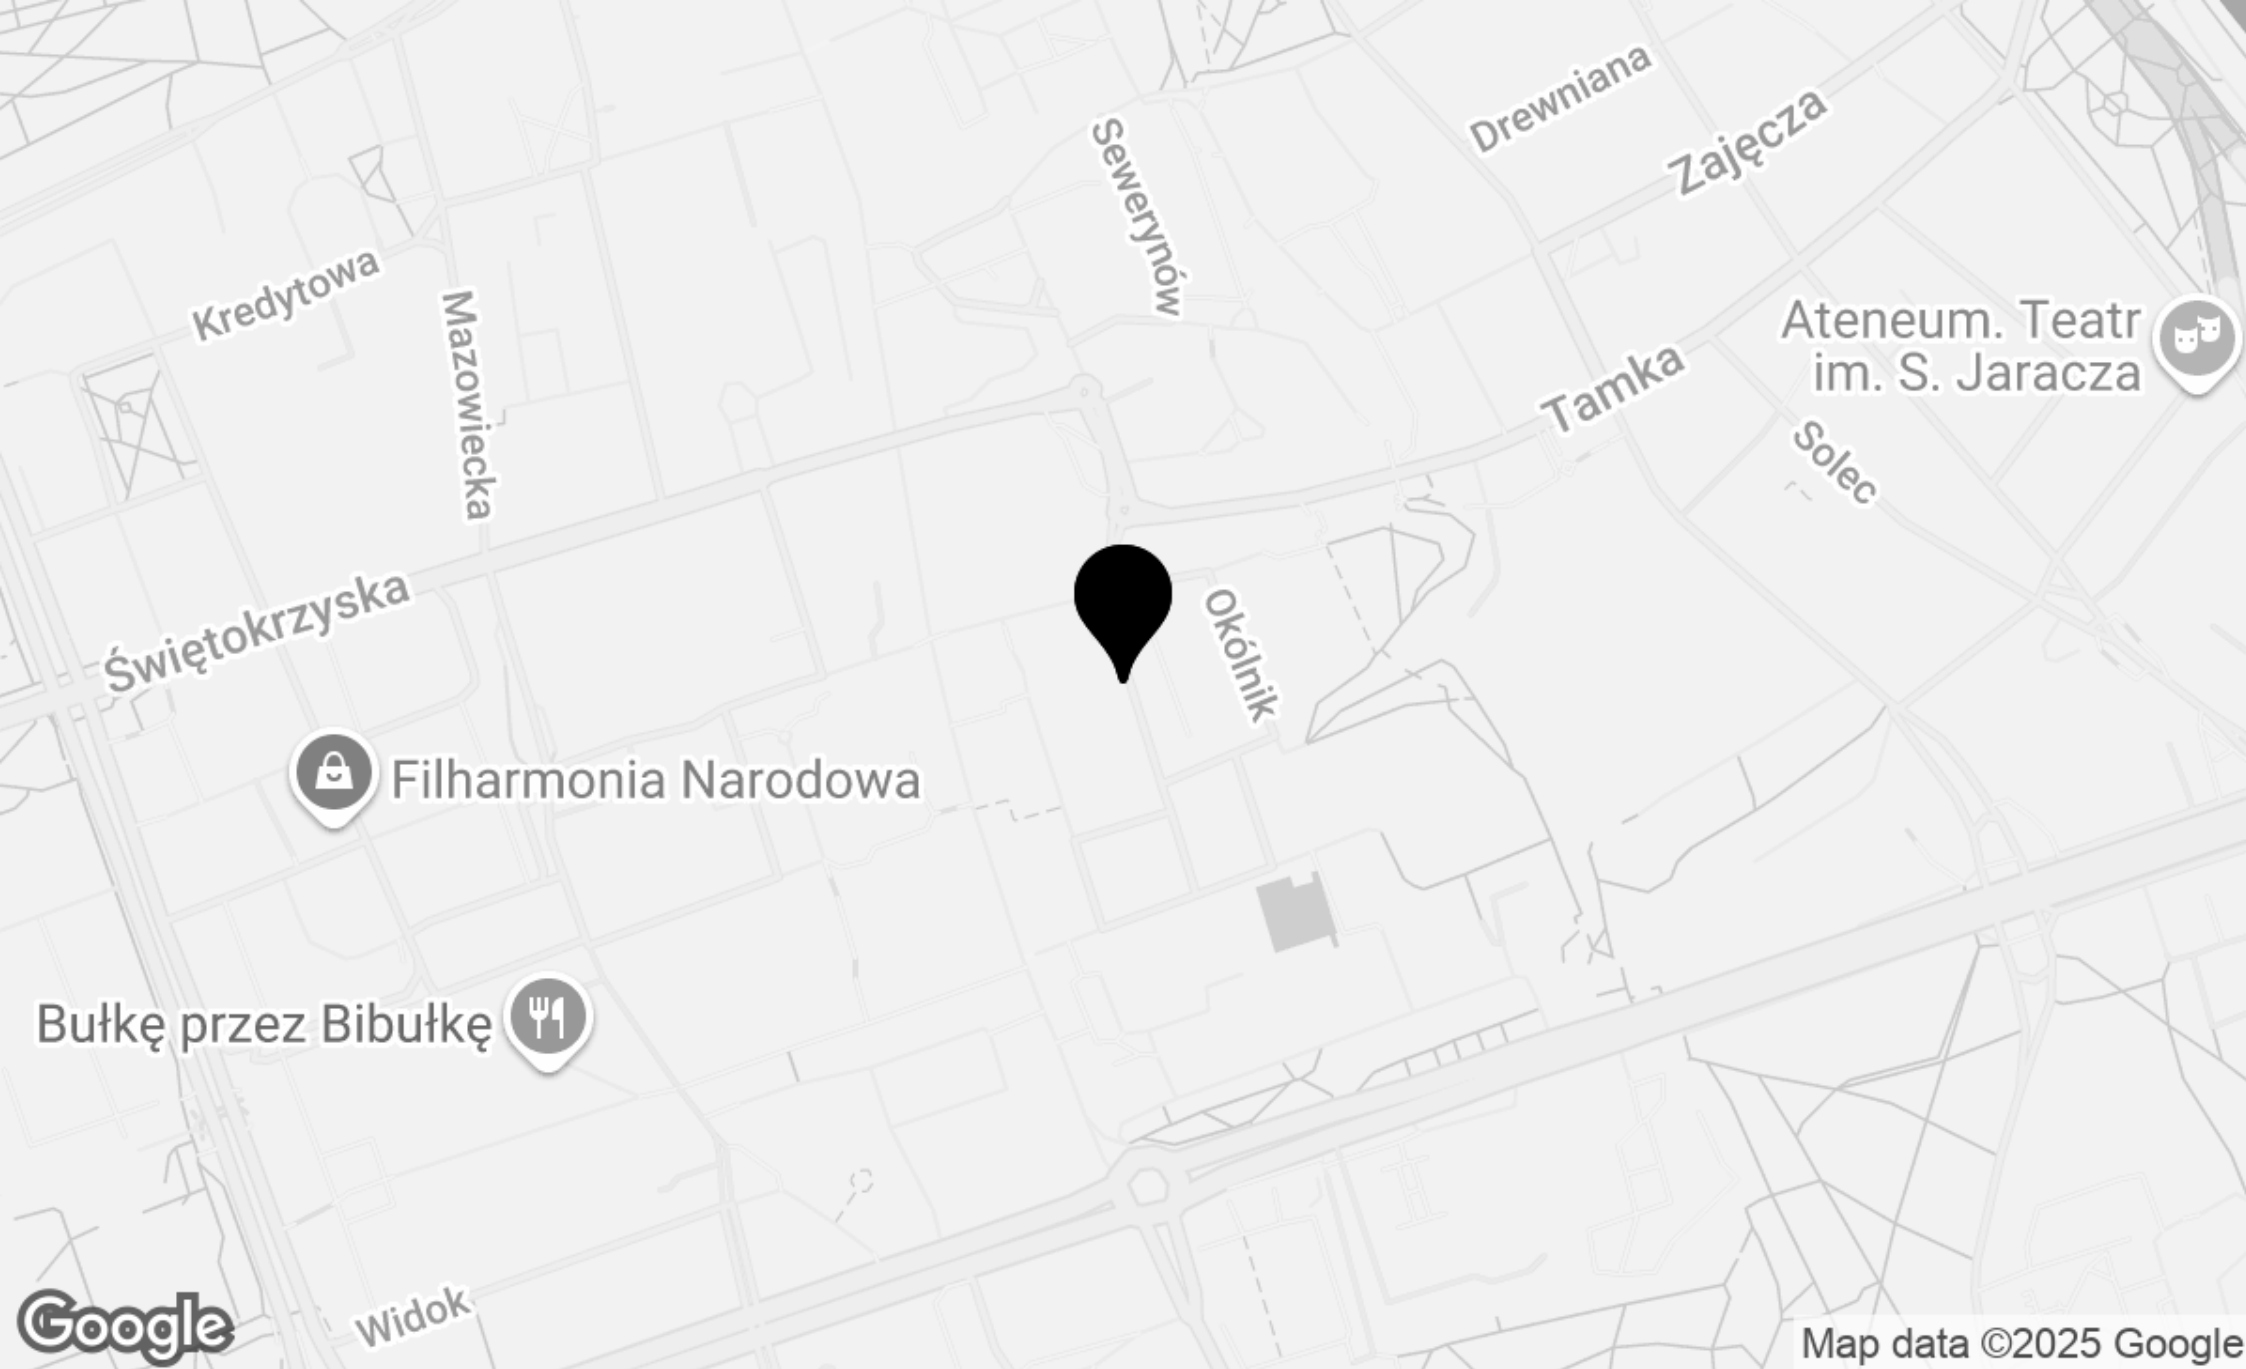 Drewniana
Zajęcza
Sewerynów
Kredytowa
Mazowiecka
Ateneum. Teatr
im. S. Jaracza
Tamka
Solec
Świętokrzyska
Okólnik
Filharmonia Narodowa
Bułkę przez Bibułkę
Widok
Google
Map data ©2025 Google